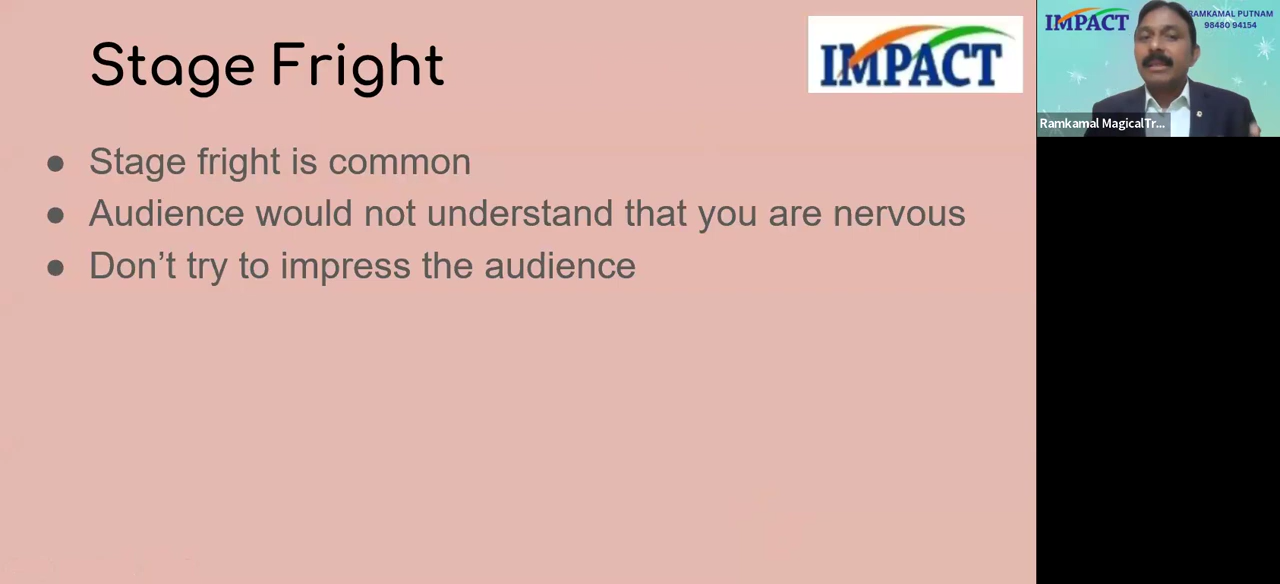 Stage Fright
IMPACT
● Stage fright is common
● Audience would not understand that you are nervous
● Don’t try to impress the audience
IMPACT
RAMKAMAL PUTNAM
98480 94154
Ramkamal MagicalTr...